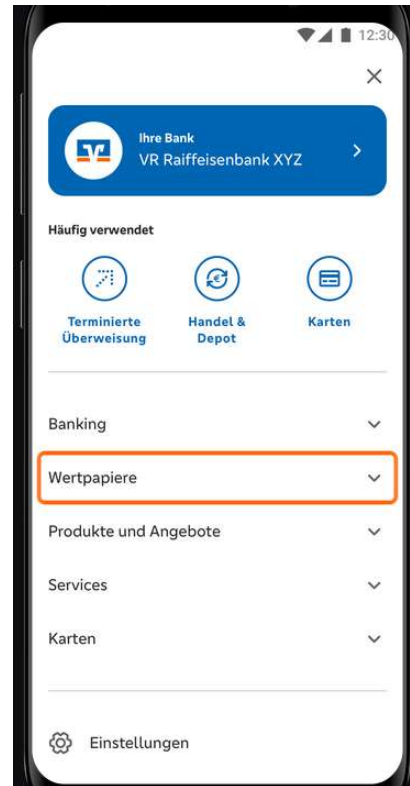 12:30
Ihre Bank
VR Raiffeisenbank XYZ
Häufig verwendet
Terminierte Überweisung
Handel & Depot
Karten
Banking
Wertpapiere
Produkte und Angebote
Services
Karten
Einstellungen